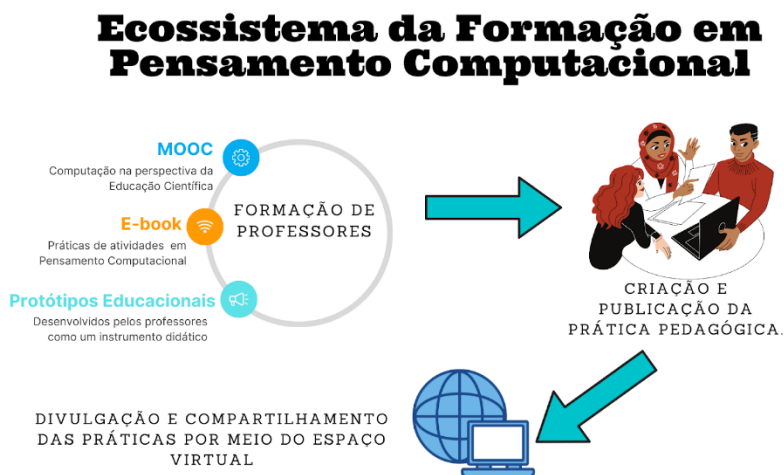 Ecossistema da Formação em
Pensamento Computacional
MOOC
Computação na perspectiva da
Educação Científica
E-book
Práticas de atividades em
Pensamento Computacional
Protótipos Educacionais
Desenvolvidos pelos professores
como um instrumento didático
FORMAÇÃO DE
PROFESSORES
CRIAÇÃO E
PUBLICAÇÃO DA
PRÁTICA PEDAGÓGICA.
DIVULGAÇÃO E COMPARTILHAMENTO
DAS PRÁTICAS POR MEIO DO ESPAÇO
VIRTUAL